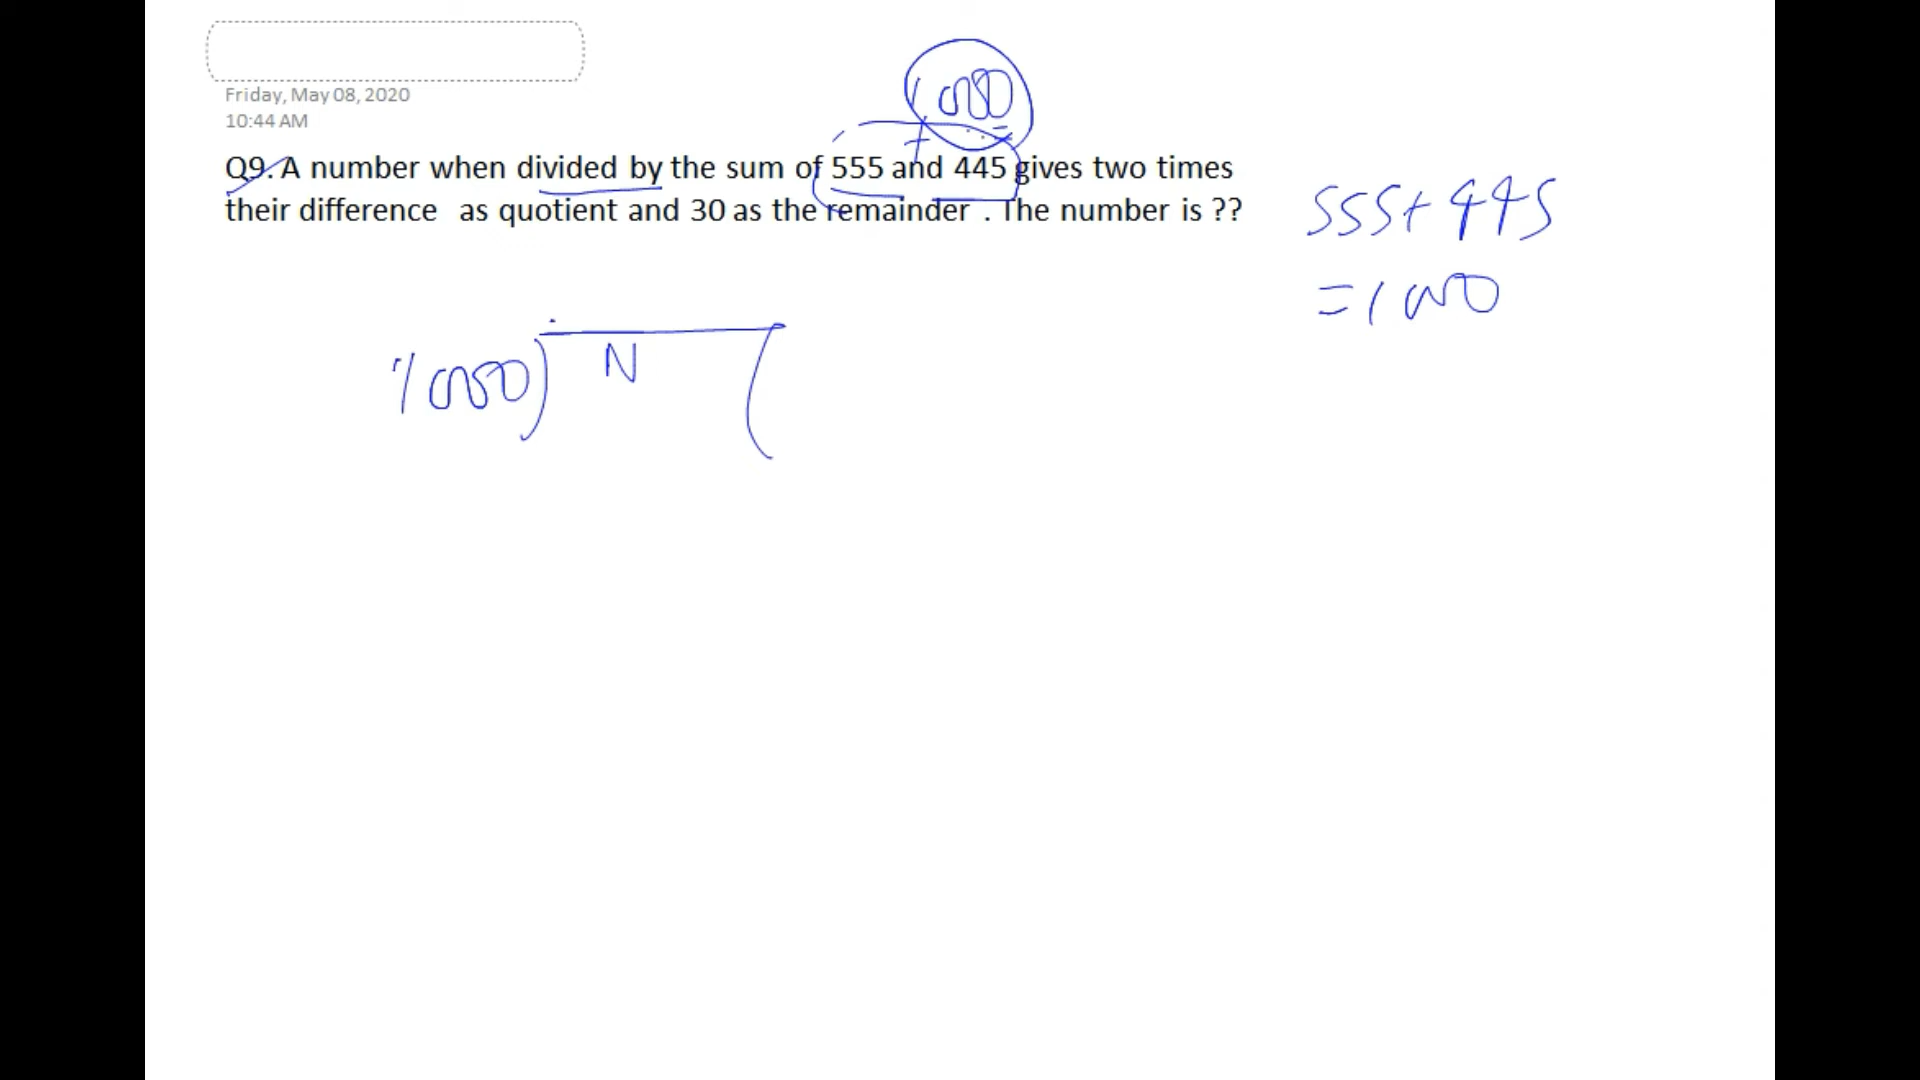 1000
Friday, May 08, 2020
10:44 AM
Q9. A number when divided by the sum of 555 and 445 gives two times
their difference as quotient and 30 as the remainder . The number is ??
555+445
=1000
1000) N (